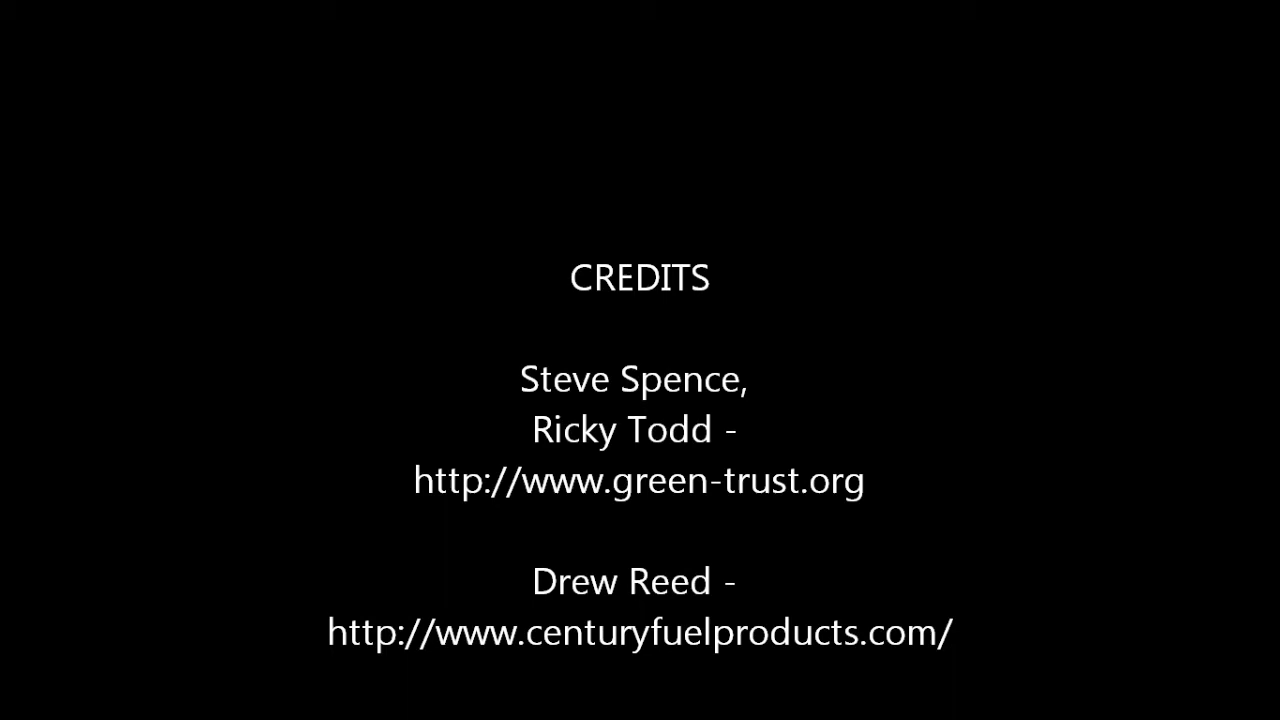 CREDITS
Steve Spence,
Ricky Todd -
http://www.green-trust.org
Drew Reed -
http://www.centuryfuelproducts.com/